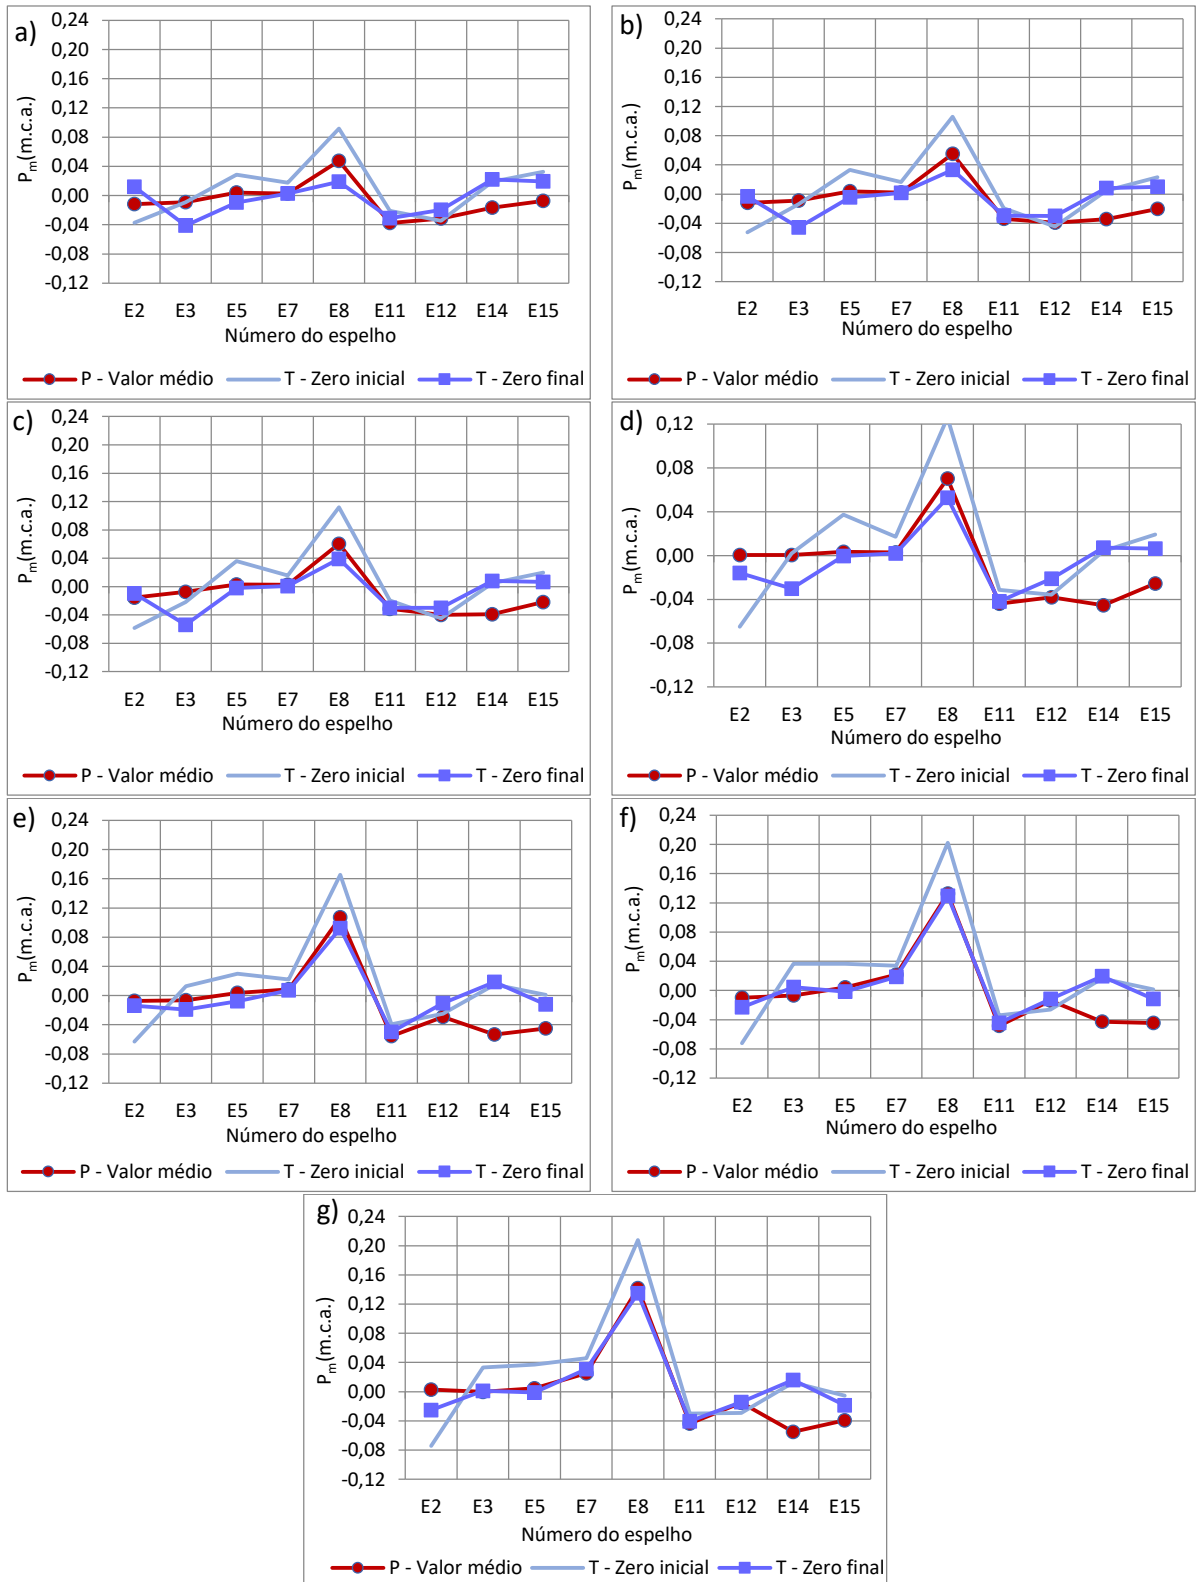 a)
0,24
0,20
0,16
0,12
0,08
0,04
0,00
-0,04
-0,08
-0,12
Pm(m.c.a.)
E2 E3 E5 E7 E8 E11 E12 E14 E15
Número do espelho
P - Valor médio T - Zero inicial T - Zero final
b)
0,24
0,20
0,16
0,12
0,08
0,04
0,00
-0,04
-0,08
-0,12
Pm(m.c.a.)
E2 E3 E5 E7 E8 E11 E12 E14 E15
Número do espelho
P - Valor médio T - Zero inicial T - Zero final
c)
0,24
0,20
0,16
0,12
0,08
0,04
0,00
-0,04
-0,08
-0,12
Pm(m.c.a.)
E2 E3 E5 E7 E8 E11 E12 E14 E15
Número do espelho
P - Valor médio T - Zero inicial T - Zero final
d)
0,12
0,08
0,04
0,00
-0,04
-0,08
-0,12
Pm(m.c.a.)
E2 E3 E5 E7 E8 E11 E12 E14 E15
Número do espelho
P - Valor médio T - Zero inicial T - Zero final
e)
0,24
0,20
0,16
0,12
0,08
0,04
0,00
-0,04
-0,08
-0,12
Pm(m.c.a.)
E2 E3 E5 E7 E8 E11 E12 E14 E15
Número do espelho
P - Valor médio T - Zero inicial T - Zero final
f)
0,24
0,20
0,16
0,12
0,08
0,04
0,00
-0,04
-0,08
-0,12
Pm(m.c.a.)
E2 E3 E5 E7 E8 E11 E12 E14 E15
Número do espelho
P - Valor médio T - Zero inicial T - Zero final
g)
0,24
0,20
0,16
0,12
0,08
0,04
0,00
-0,04
-0,08
-0,12
Pm(m.c.a.)
E2 E3 E5 E7 E8 E11 E12 E14 E15
Número do espelho
P - Valor médio T - Zero inicial T - Zero final